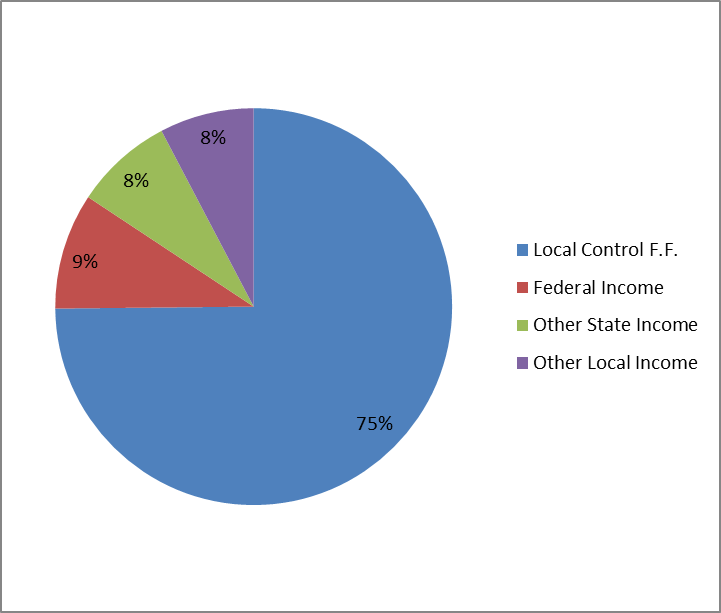 8%
8%
9%
75%
Local Control F.F.
Federal Income
Other State Income
Other Local Income